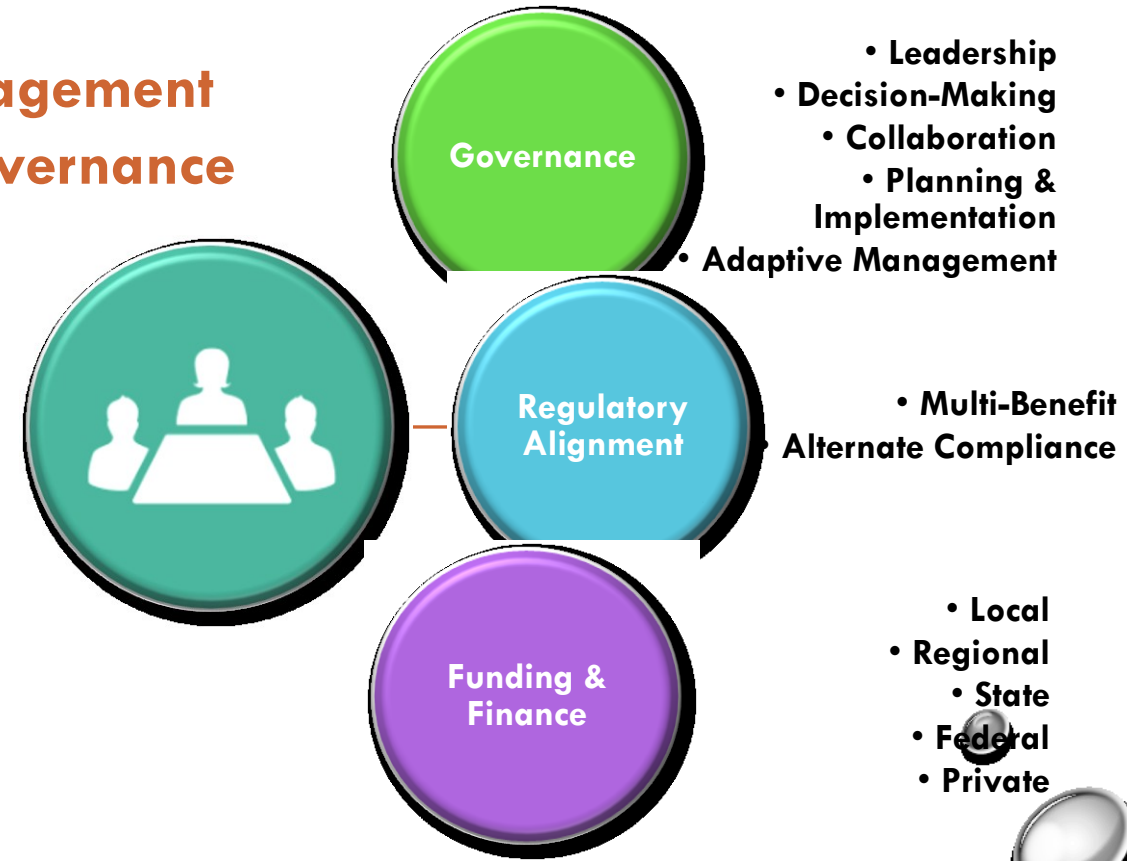 agement
vernance
Governance
• Leadership
• Decision-Making
• Collaboration
• Planning &
Implementation
• Adaptive Management
Regulatory
Alignment
• Multi-Benefit
• Alternate Compliance
Funding &
Finance
• Local
• Regional
• State
• Federal
• Private